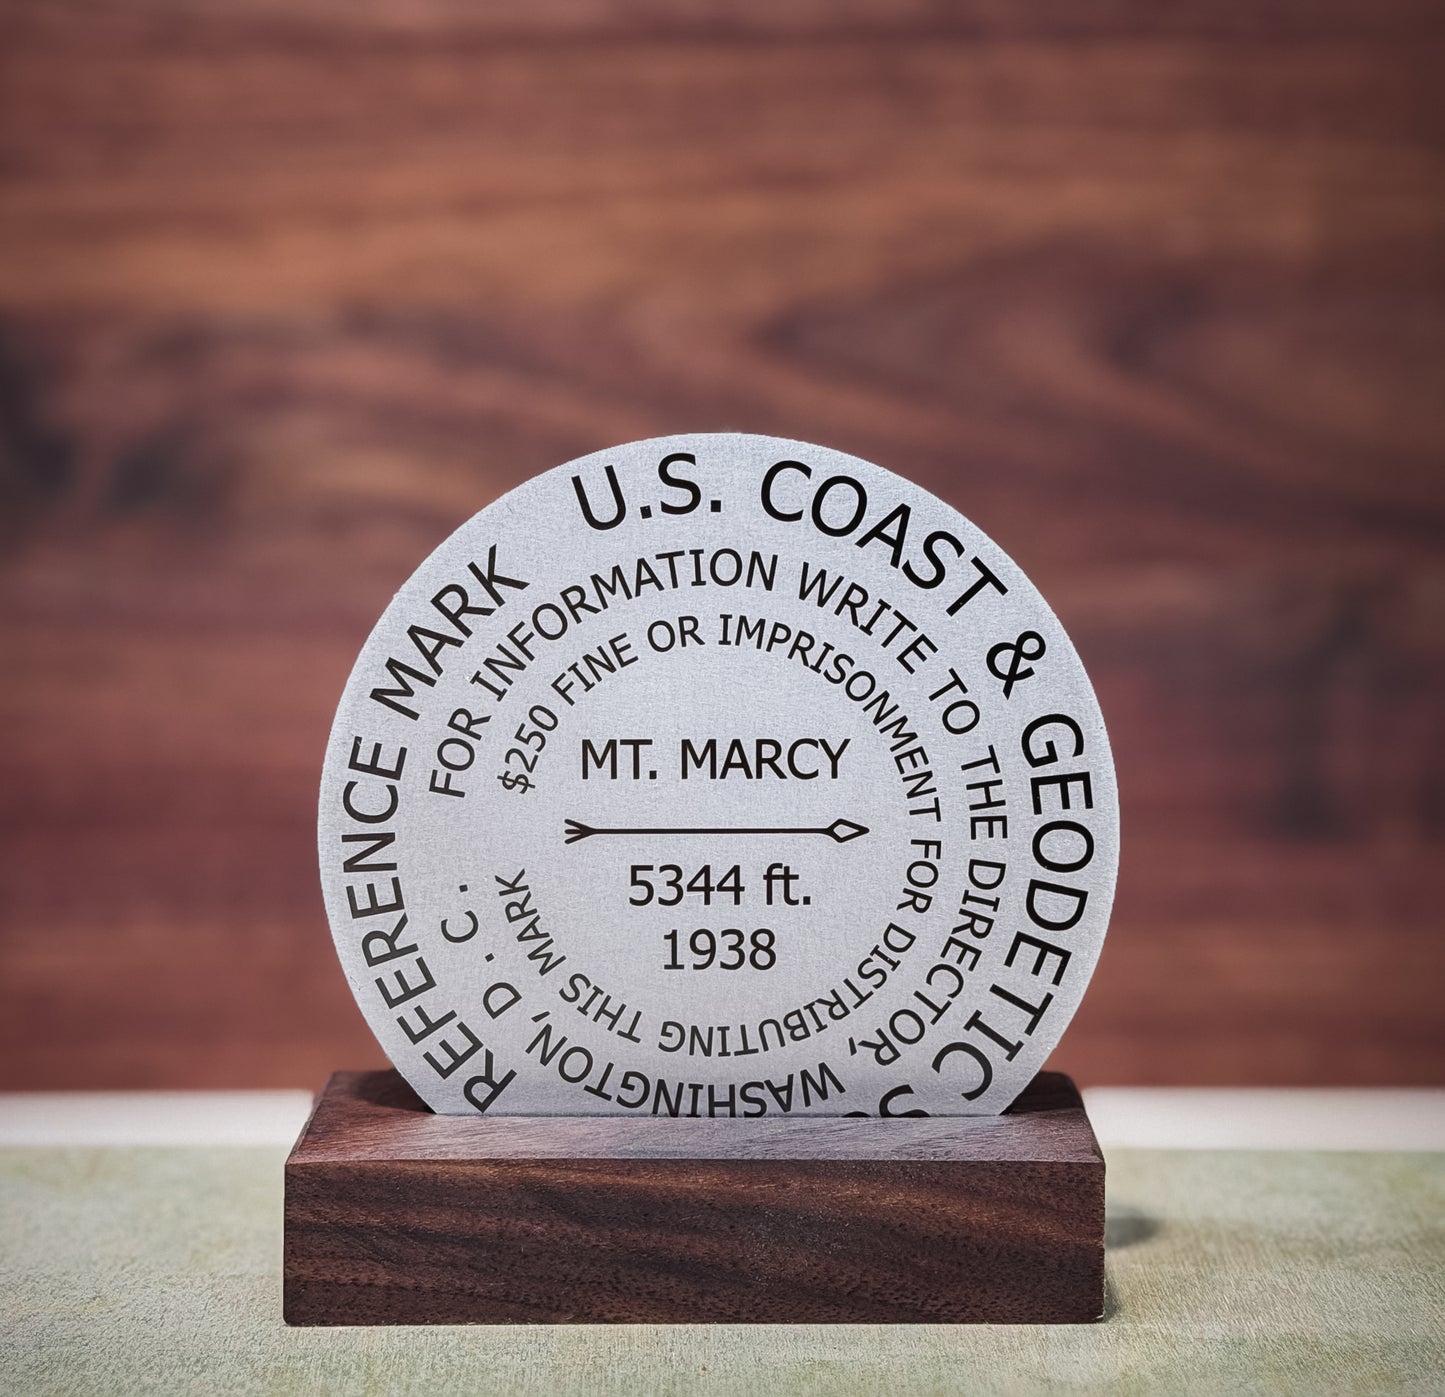 U.S. COAST & GEODETIC
REFERENCE MARK
FOR INFORMATION WRITE TO THE DIRECTOR, WASHINGTON, D. C.
$250 FINE OR IMPRISONMENT FOR DISTRIBUTING THIS MARK
MT. MARCY
5344 ft.
1938